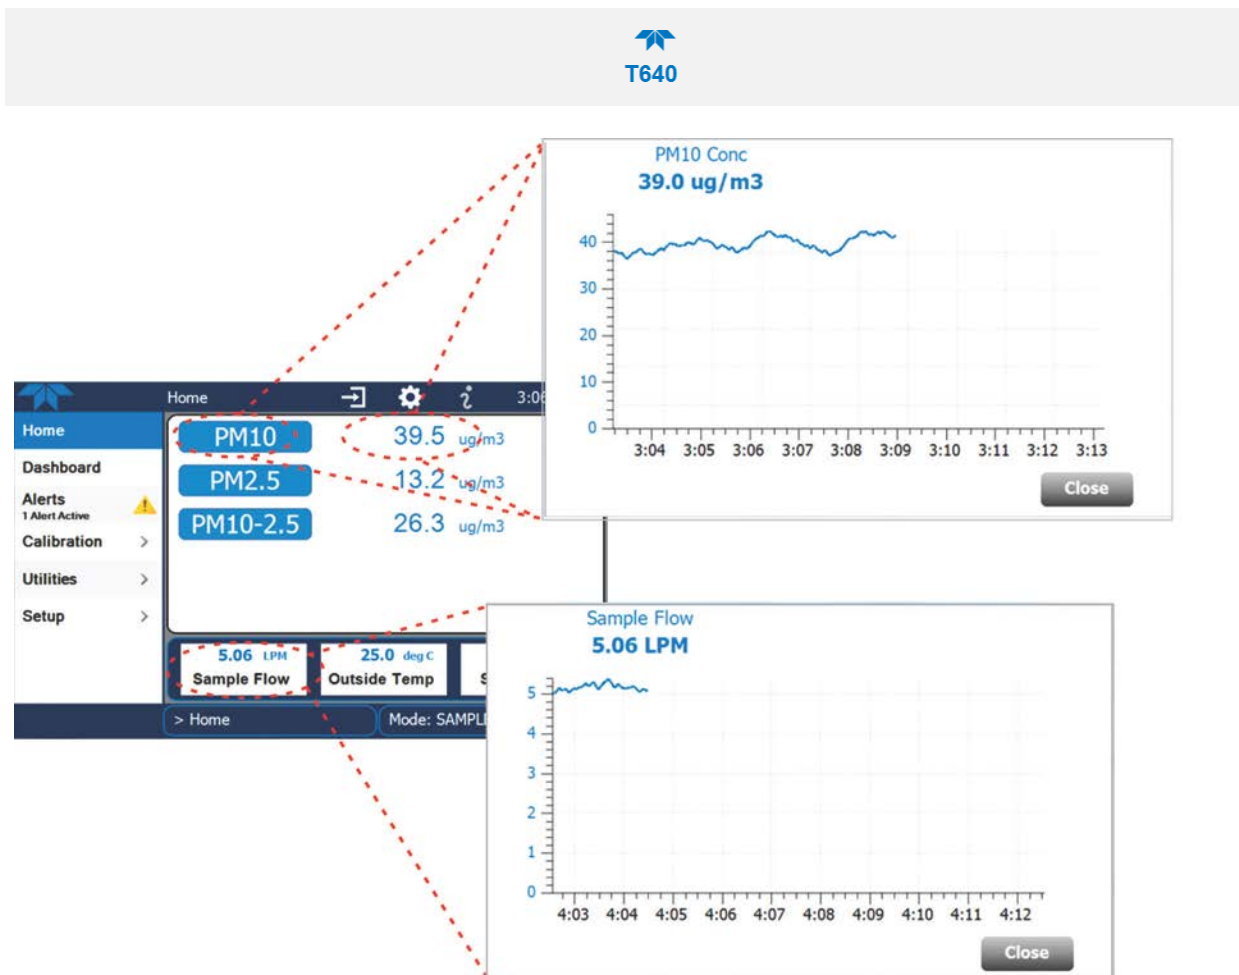 T640
PM10 Conc
39.0 ug/m3
40
30
20
10
0
3:04 3:05 3:06 3:07 3:08 3:09 3:10 3:11 3:12 3:13
Close
Home 3:0
Home
Dashboard
Alerts
1 Alert Active
Calibration
Utilities
Setup
PM10 39.5 ug/m3
PM2.5 13.2 ug/m3
PM10-2.5 26.3 ug/m3
5.06 LPM
Sample Flow
25.0 deg C
Outside Temp
> Home
Mode: SAMPLE
Sample Flow
5.06 LPM
5
4
3
2
1
0
4:03 4:04 4:05 4:06 4:07 4:08 4:09 4:10 4:11 4:12
Close